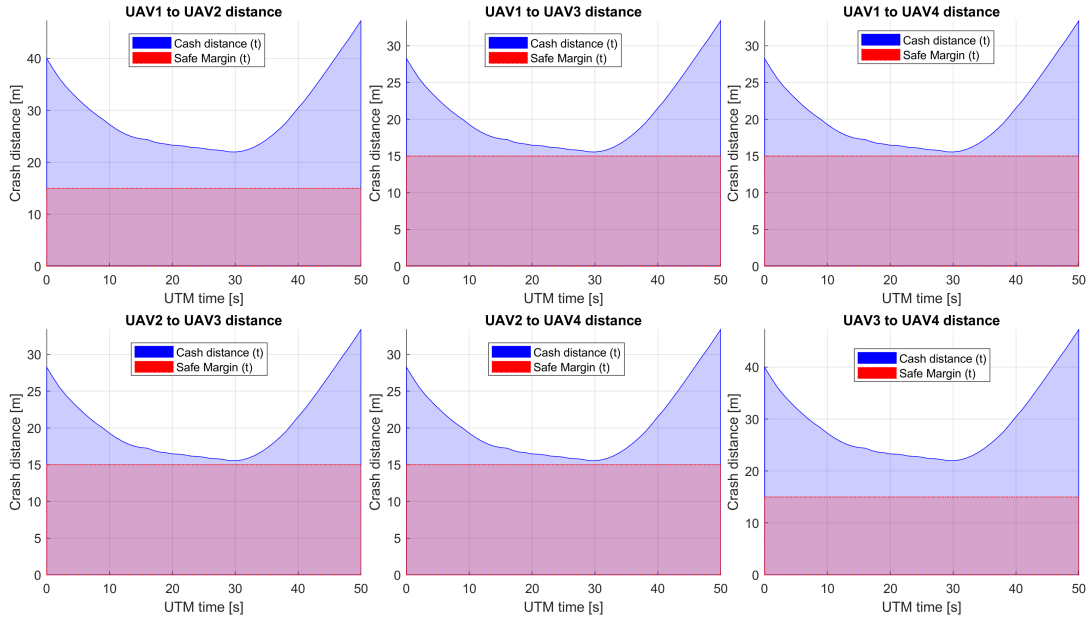 UAV1 to UAV2 distance
Cash distance (t)
Safe Margin (t)
Crash distance [m]
40
30
20
10
0
0 10 20 30 40 50
UTM time [s]
UAV1 to UAV3 distance
Cash distance (t)
Safe Margin (t)
Crash distance [m]
30
25
20
15
10
5
0
0 10 20 30 40 50
UTM time [s]
UAV1 to UAV4 distance
Cash distance (t)
Safe Margin (t)
Crash distance [m]
30
25
20
15
10
5
0
0 10 20 30 40 50
UTM time [s]
UAV2 to UAV3 distance
Cash distance (t)
Safe Margin (t)
Crash distance [m]
30
25
20
15
10
5
0
0 10 20 30 40 50
UTM time [s]
UAV2 to UAV4 distance
Cash distance (t)
Safe Margin (t)
Crash distance [m]
30
25
20
15
10
5
0
0 10 20 30 40 50
UTM time [s]
UAV3 to UAV4 distance
Cash distance (t)
Safe Margin (t)
Crash distance [m]
40
30
20
10
0
0 10 20 30 40 50
UTM time [s]